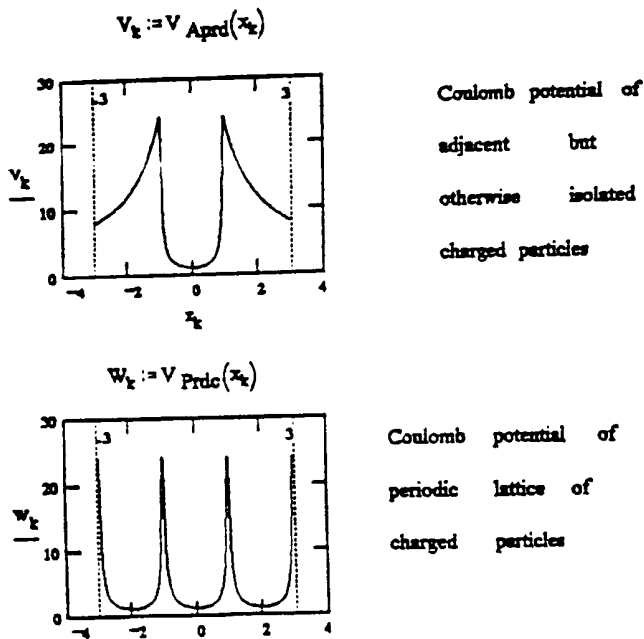 V_k := V_Aprd(x_k)
30
20
10
0
V_k
-3
3
-4
-2
0
2
4
x_k
Coulomb potential of
adjacent but
otherwise isolated
charged particles
W_k := V_Prdc(x_k)
30
20
10
0
W_k
-3
3
-4
-2
0
2
4
Coulomb potential of
periodic lattice of
charged particles